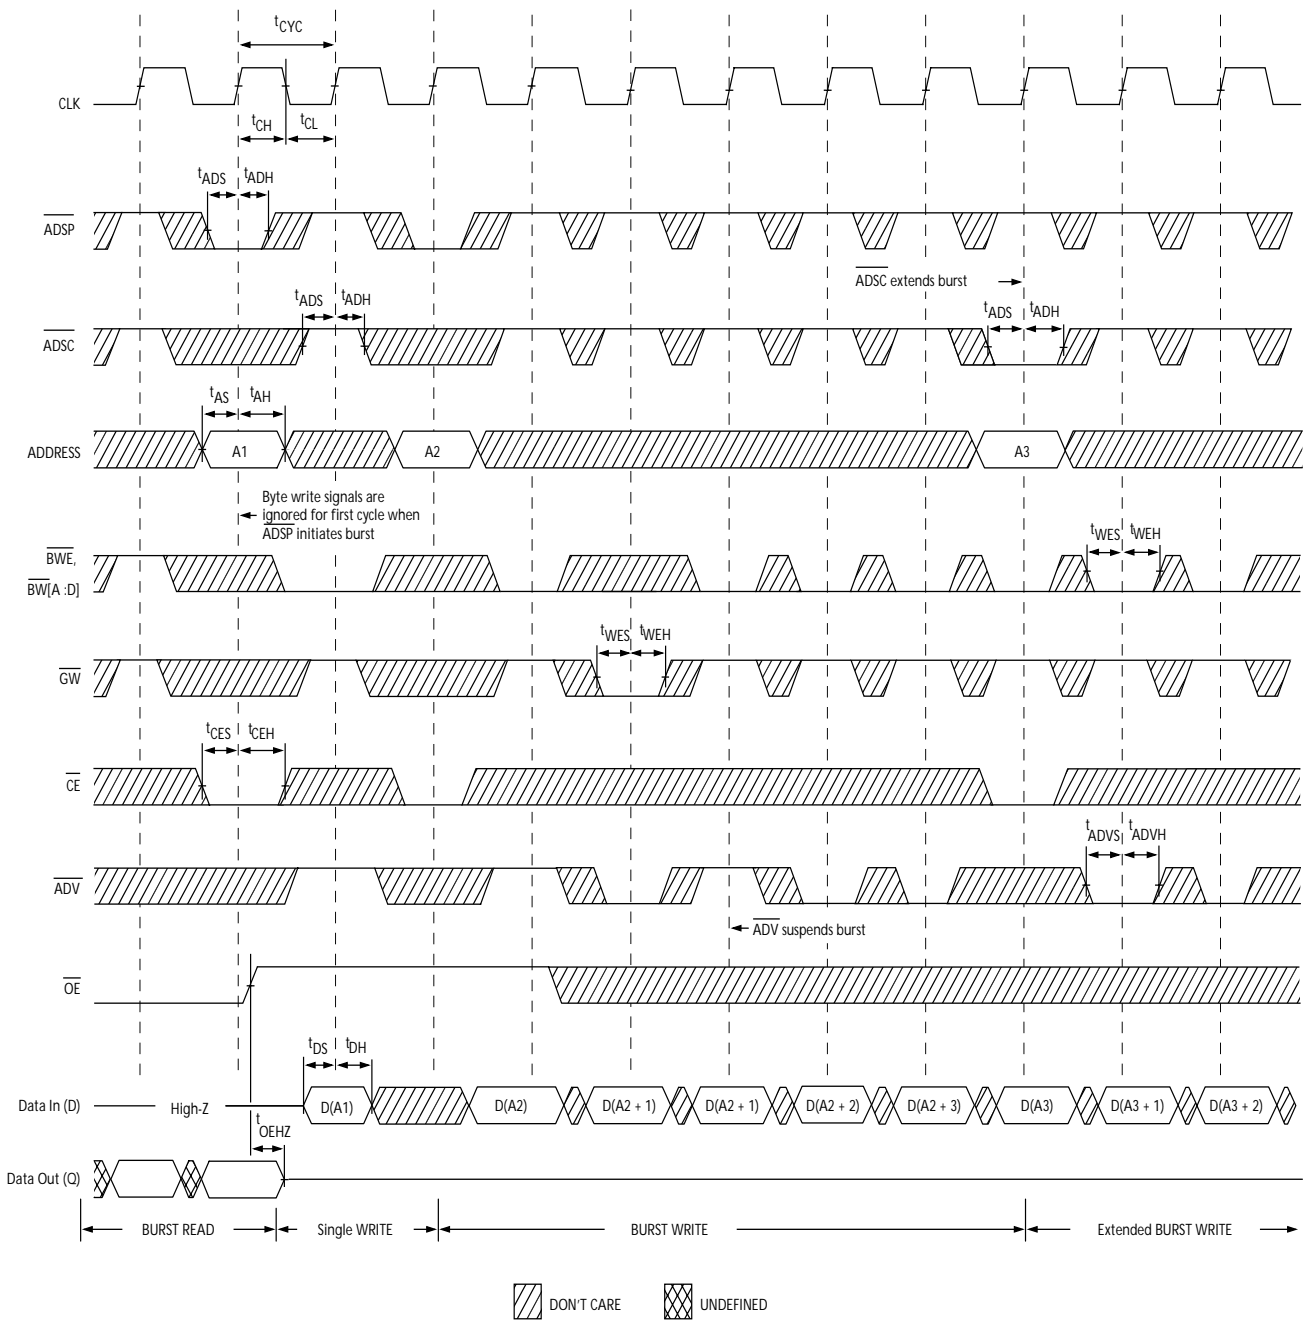 tCYC
CLK
tCH
tCL
tADS
tADH
ADSP
ADSC extends burst
tADS
tADH
tADS
tADH
ADSC
tAS
tAH
ADDRESS
A1
A2
A3
Byte write signals are
ignored for first cycle when
ADSP initiates burst
tWES
tWEH
BWE,
BW[A :D]
tWES
tWEH
GW
tCES
tCEH
CE
tADVS
tADVH
ADV
ADV suspends burst
OE
tDS
tDH
Data In (D)
High-Z
D(A1)
D(A2)
D(A2 + 1)
D(A2 + 1)
D(A2 + 2)
D(A2 + 3)
D(A3)
D(A3 + 1)
D(A3 + 2)
tOEHZ
Data Out (Q)
BURST READ
Single WRITE
BURST WRITE
Extended BURST WRITE
DON'T CARE
UNDEFINED